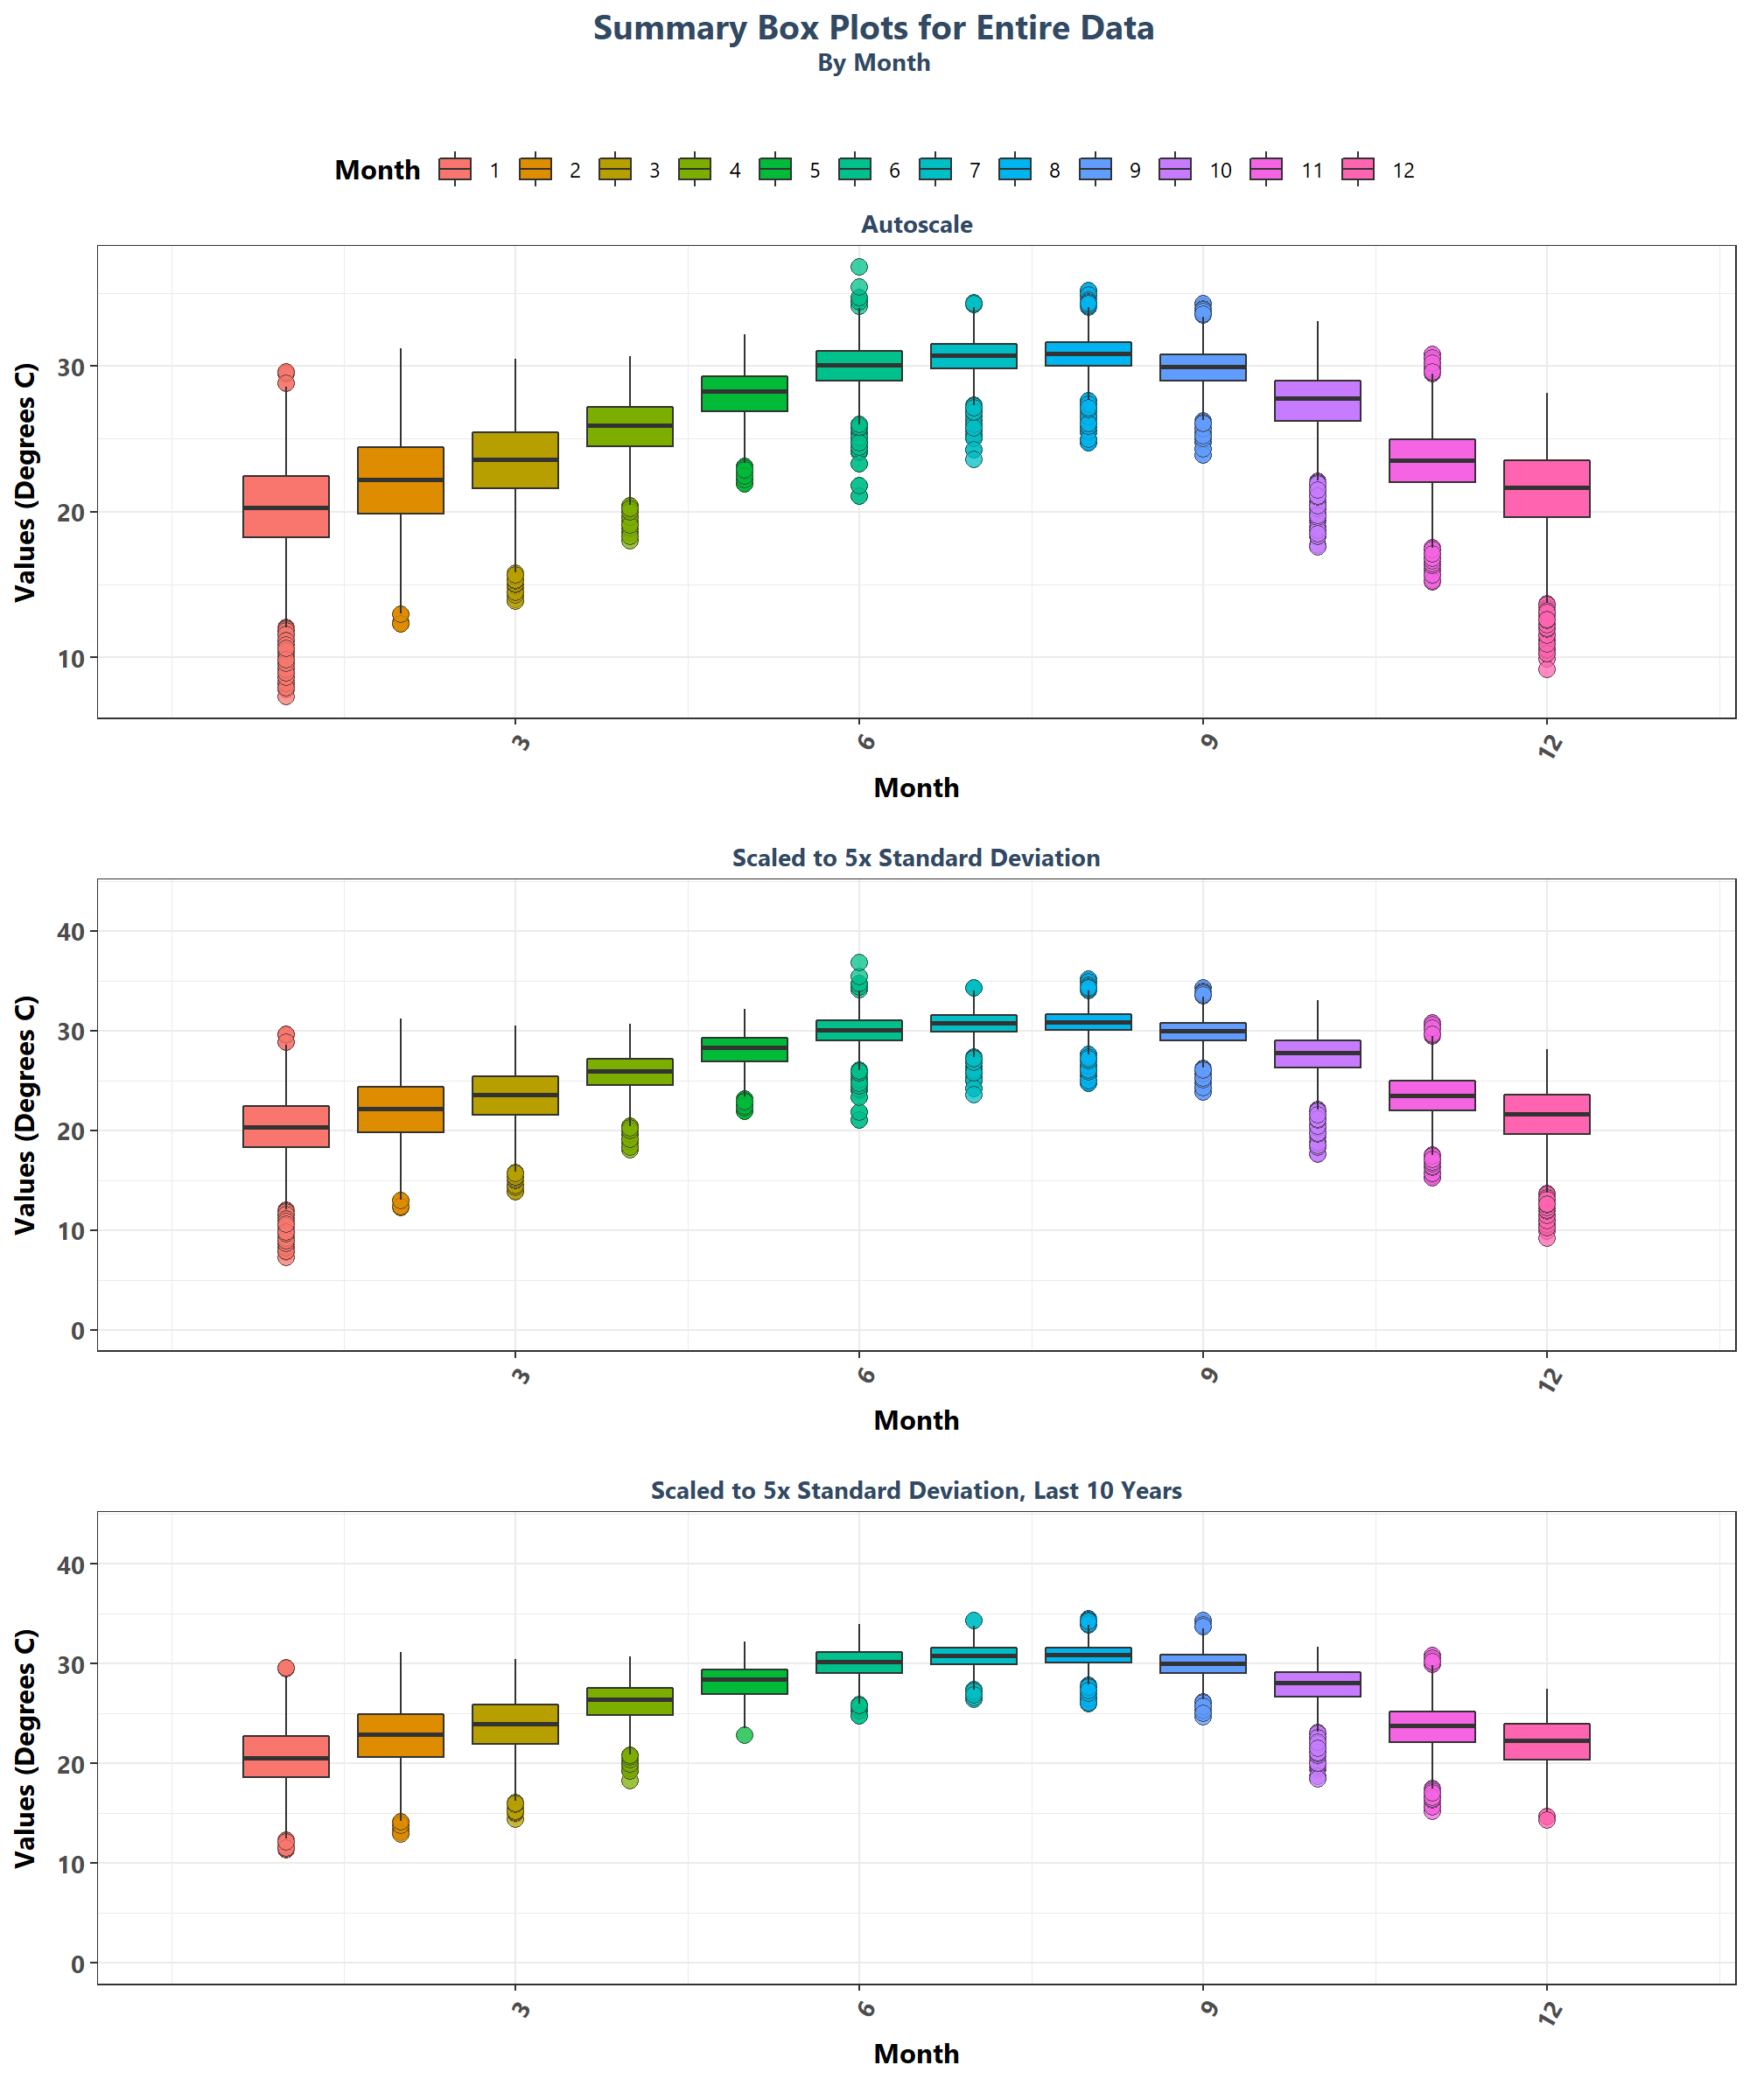 Summary Box Plots for Entire Data
By Month
Month 1 2 3 4 5 6 7 8 9 10 11 12
Autoscale
Values (Degrees C)
30
20
10
3 6 9 12
Month
Scaled to 5x Standard Deviation
Values (Degrees C)
40
30
20
10
0
3 6 9 12
Month
Scaled to 5x Standard Deviation, Last 10 Years
Values (Degrees C)
40
30
20
10
0
3 6 9 12
Month